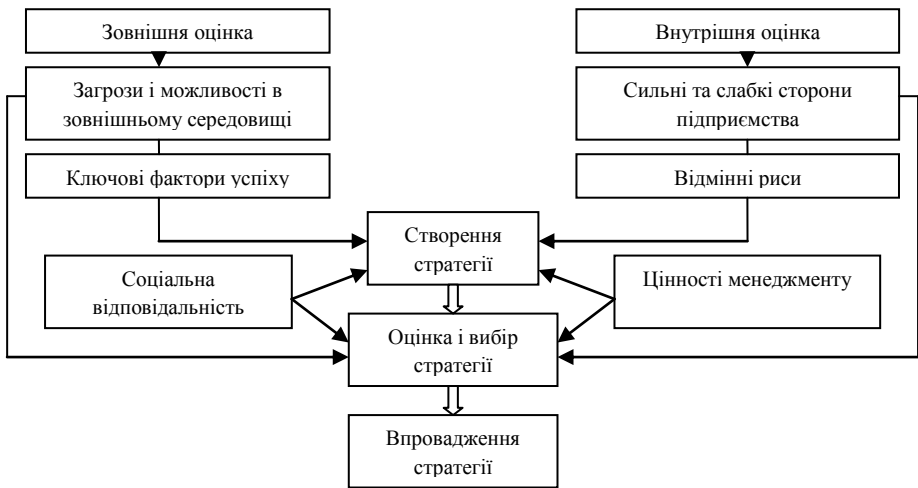 Зовнішня оцінка
Внутрішня оцінка
Загрози і можливості в
зовнішньому середовищі
Сильні та слабкі сторони
підприємства
Ключові фактори успіху
Відмінні риси
Створення
стратегії
Соціальна
відповідальність
Цінності менеджменту
Оцінка і вибір
стратегії
Впровадження
стратегії